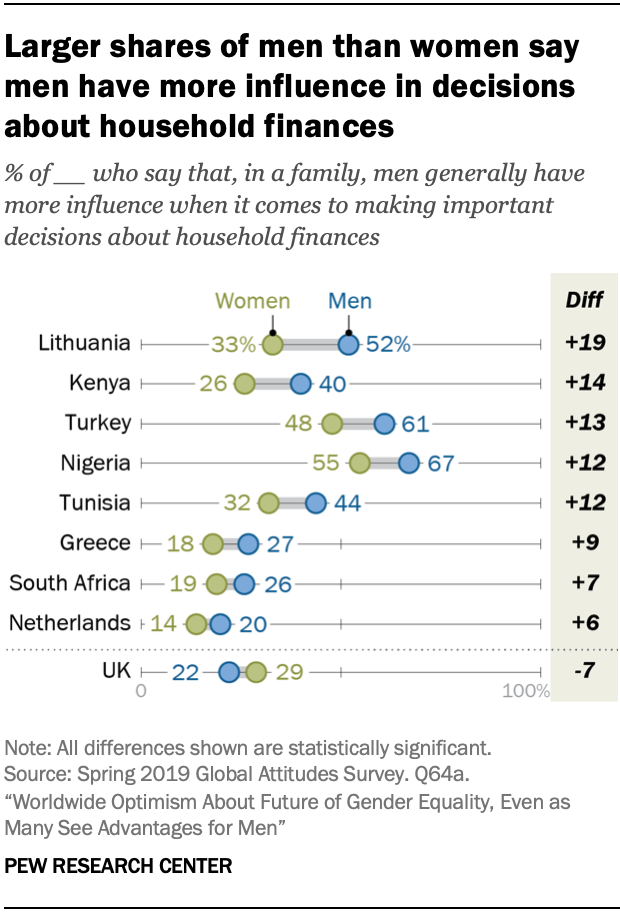 Larger shares of men than women say
men have more influence in decisions
about household finances
% of __ who say that, in a family, men generally have
more influence when it comes to making important
decisions about household finances
Women Men Diff
Lithuania 33% 52% +19
Kenya 26 40 +14
Turkey 48 61 +13
Nigeria 55 67 +12
Tunisia 32 44 +12
Greece 18 27 +9
South Africa 19 26 +7
Netherlands 14 20 +6
UK 22 29 -7
0 100%
Note: All differences shown are statistically significant.
Source: Spring 2019 Global Attitudes Survey. Q64a.
“Worldwide Optimism About Future of Gender Equality, Even as
Many See Advantages for Men”
PEW RESEARCH CENTER